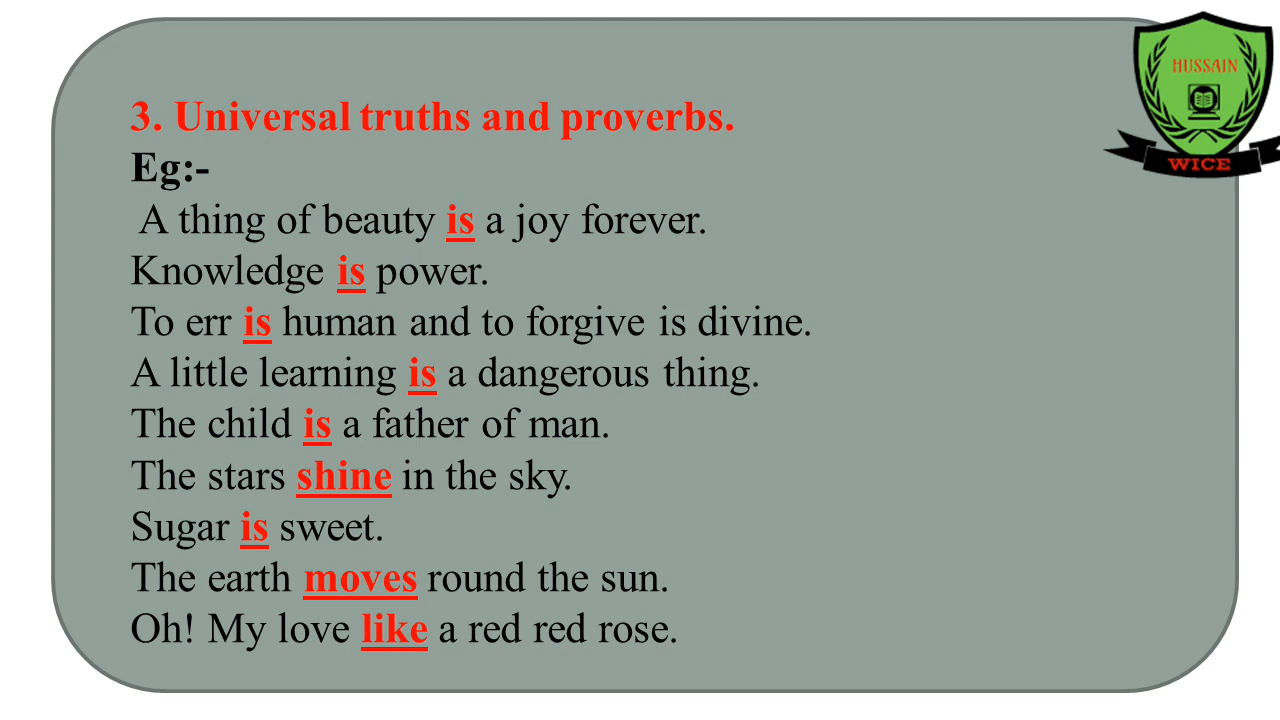 HUSSAIN
WICE
3. Universal truths and proverbs.
Eg:-
A thing of beauty is a joy forever.
Knowledge is power.
To err is human and to forgive is divine.
A little learning is a dangerous thing.
The child is a father of man.
The stars shine in the sky.
Sugar is sweet.
The earth moves round the sun.
Oh! My love like a red red rose.